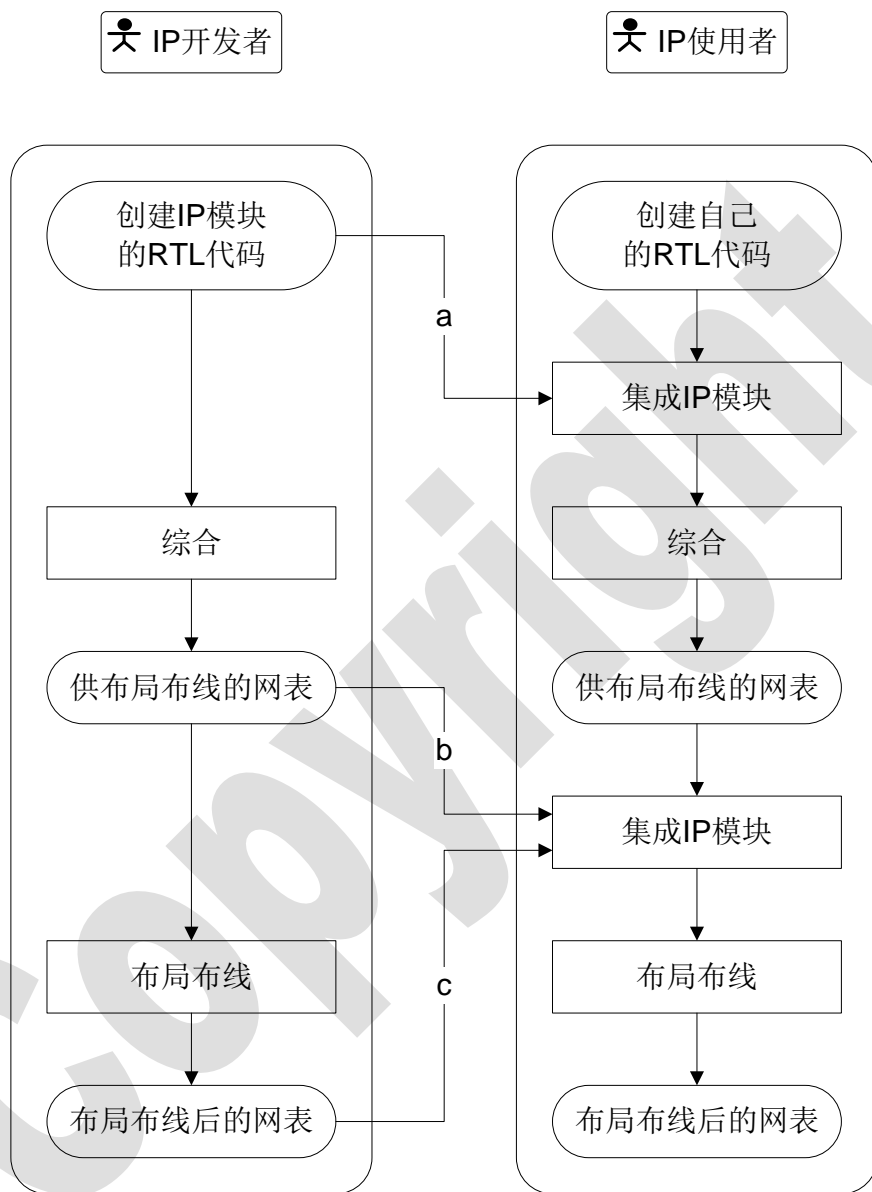 IP开发者
IP使用者
创建IP模块
的RTL代码
创建自己
的RTL代码
a
集成IP模块
综合
综合
供布局布线的网表
供布局布线的网表
b
集成IP模块
布局布线
布局布线
c
布局布线后的网表
布局布线后的网表
Copyright